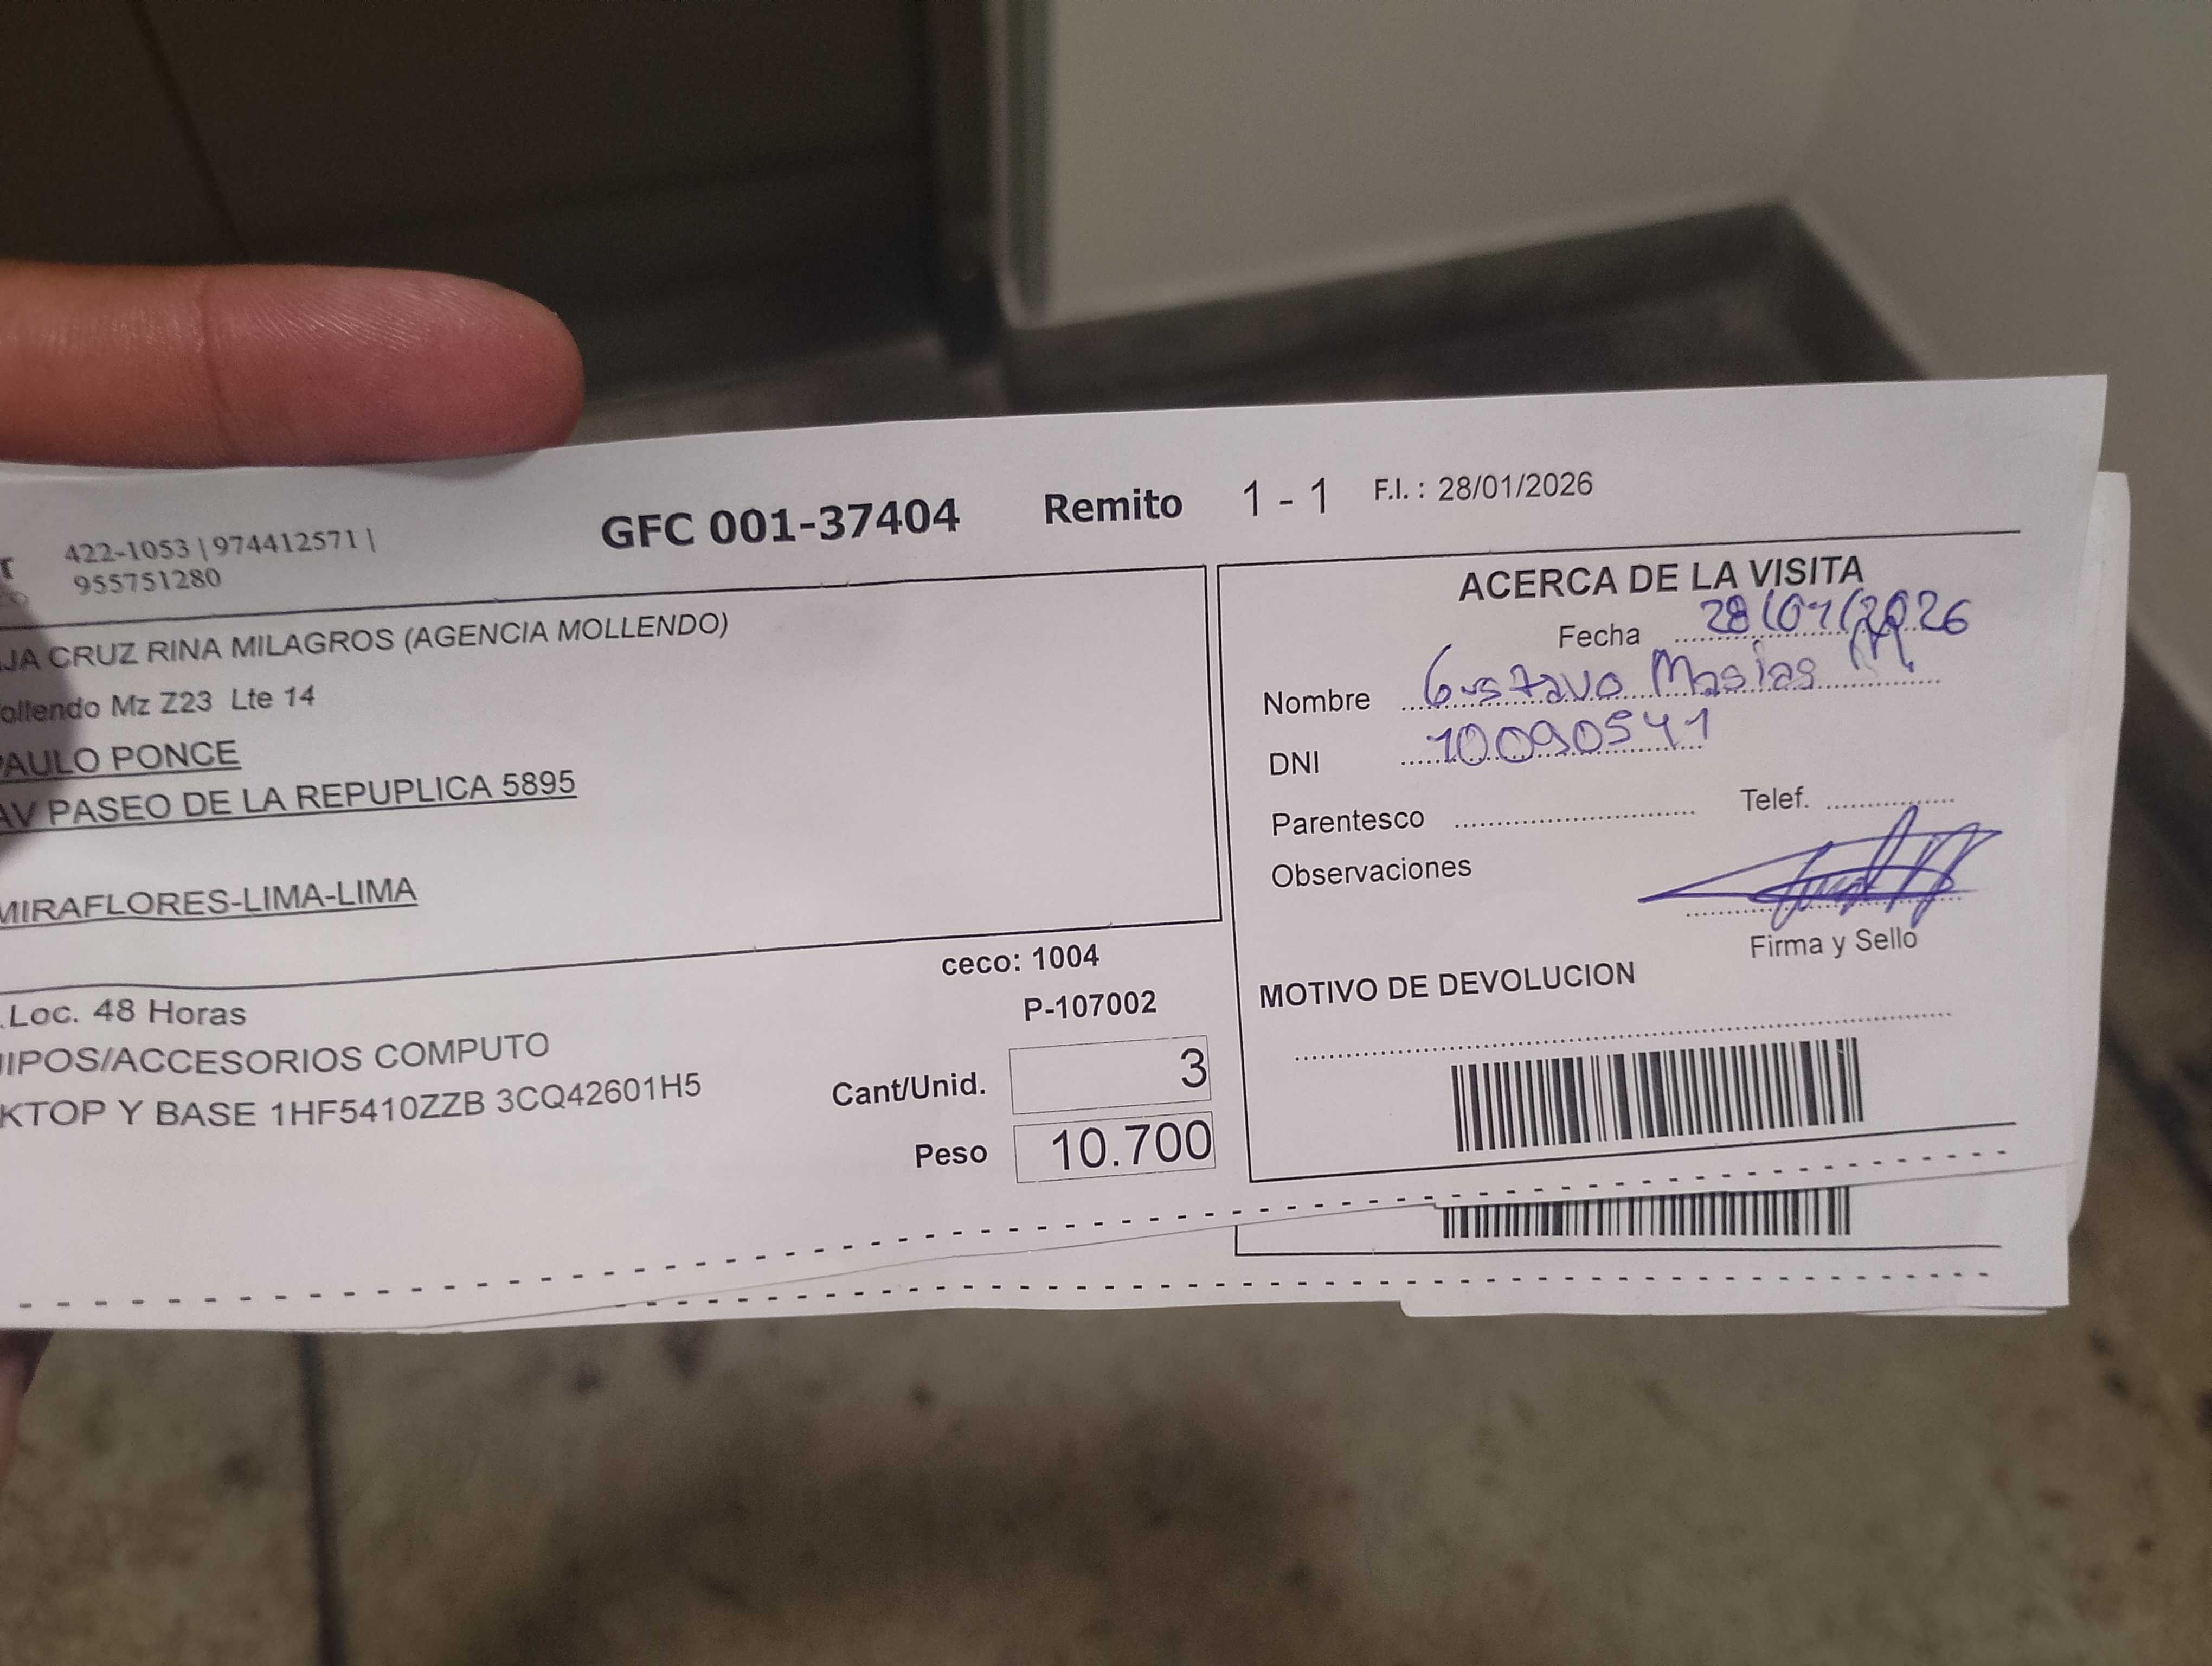 GFC 001-37404 Remito 1 - 1 F.I. : 28/01/2026
422-1053 | 974412571 |
955751280
JA CRUZ RINA MILAGROS (AGENCIA MOLLENDO)
ollendo Mz Z23 Lte 14
PAULO PONCE
AV PASEO DE LA REPUPLICA 5895
MIRAFLORES-LIMA-LIMA
ceco: 1004
P-107002
.Loc. 48 Horas
IPOS/ACCESORIOS COMPUTO
KTOP Y BASE 1HF5410ZZB 3CQ42601H5
Cant/Unid. 3
Peso 10.700
ACERCA DE LA VISITA
Fecha 28/01/2026
Nombre Gustavo Masias M.
DNI 10090541
Parentesco Telef.
Observaciones
Firma y Sello
MOTIVO DE DEVOLUCION